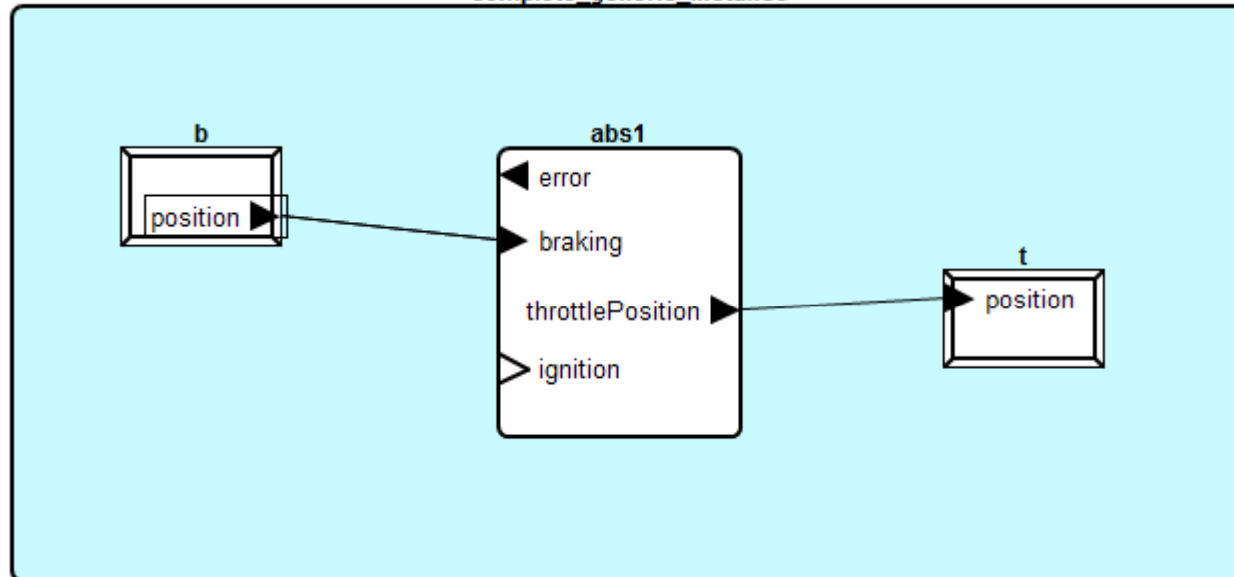 b
position
abs1
error
braking
throttlePosition
ignition
t
position